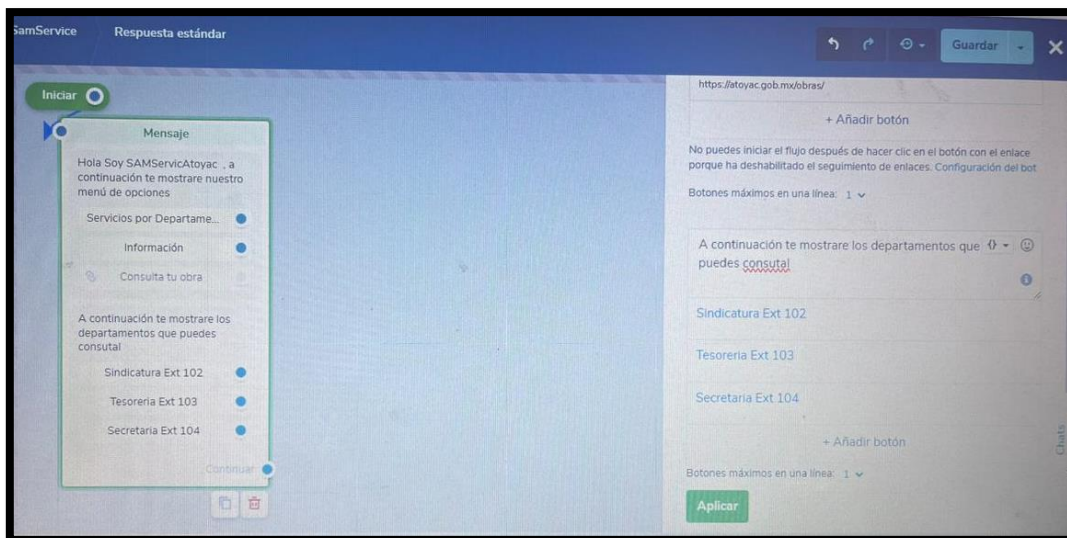 SamService
Respuesta estándar
Guardar
Iniciar
Mensaje
Hola Soy SAMServicAtoyac , a
continuación te mostrare nuestro
menú de opciones
Servicios por Departame...
Información
Consulta tu obra
A continuación te mostrare los
departamentos que puedes
consutal
Sindicatura Ext 102
Tesoreria Ext 103
Secretaria Ext 104
Continuar
https://atoyac.gob.mx/obras/
+ Añadir botón
No puedes iniciar el flujo después de hacer clic en el botón con el enlace
porque ha deshabilitado el seguimiento de enlaces. Configuración del bot
Botones máximos en una línea: 1
A continuación te mostrare los departamentos que
puedes consutal
Sindicatura Ext 102
Tesoreria Ext 103
Secretaria Ext 104
+ Añadir botón
Botones máximos en una línea: 1
Aplicar
Chats